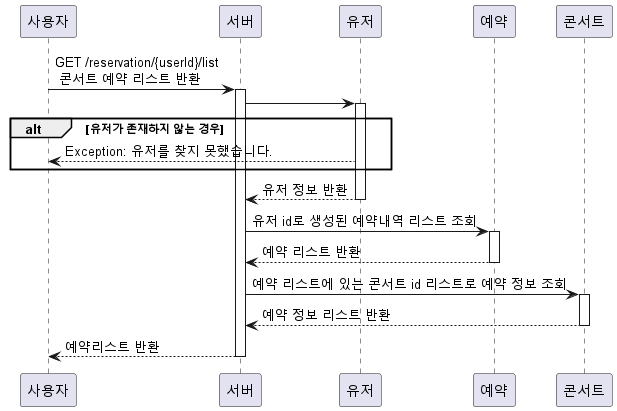 사용자 서버 유저 예약 콘서트
GET /reservation/{userId}/list
콘서트 예약 리스트 반환
alt [유저가 존재하지 않는 경우]
Exception: 유저를 찾지 못했습니다.
유저 정보 반환
유저 id로 생성된 예약내역 리스트 조회
예약 리스트 반환
예약 리스트에 있는 콘서트 id 리스트로 예약 정보 조회
예약 정보 리스트 반환
예약리스트 반환
사용자 서버 유저 예약 콘서트